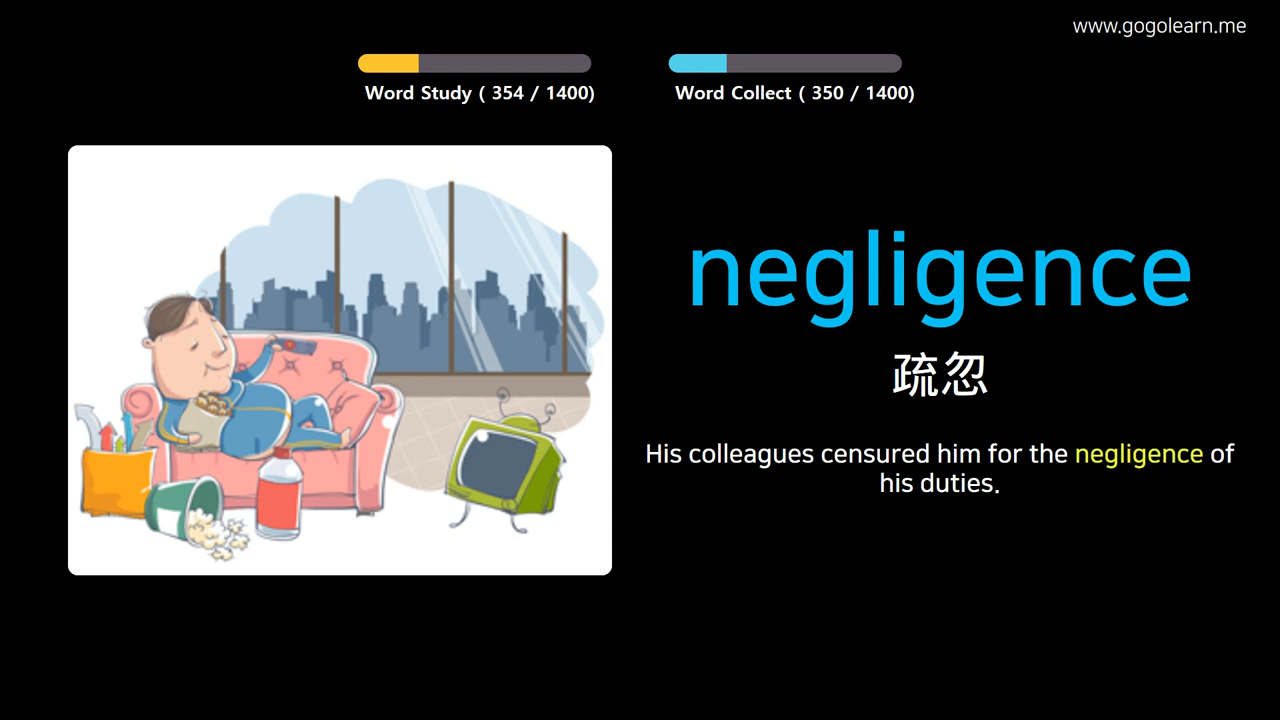 www.gogolearn.me
Word Study ( 354 / 1400)
Word Collect ( 350 / 1400)
negligence
疏忽
His colleagues censured him for the negligence of
his duties.